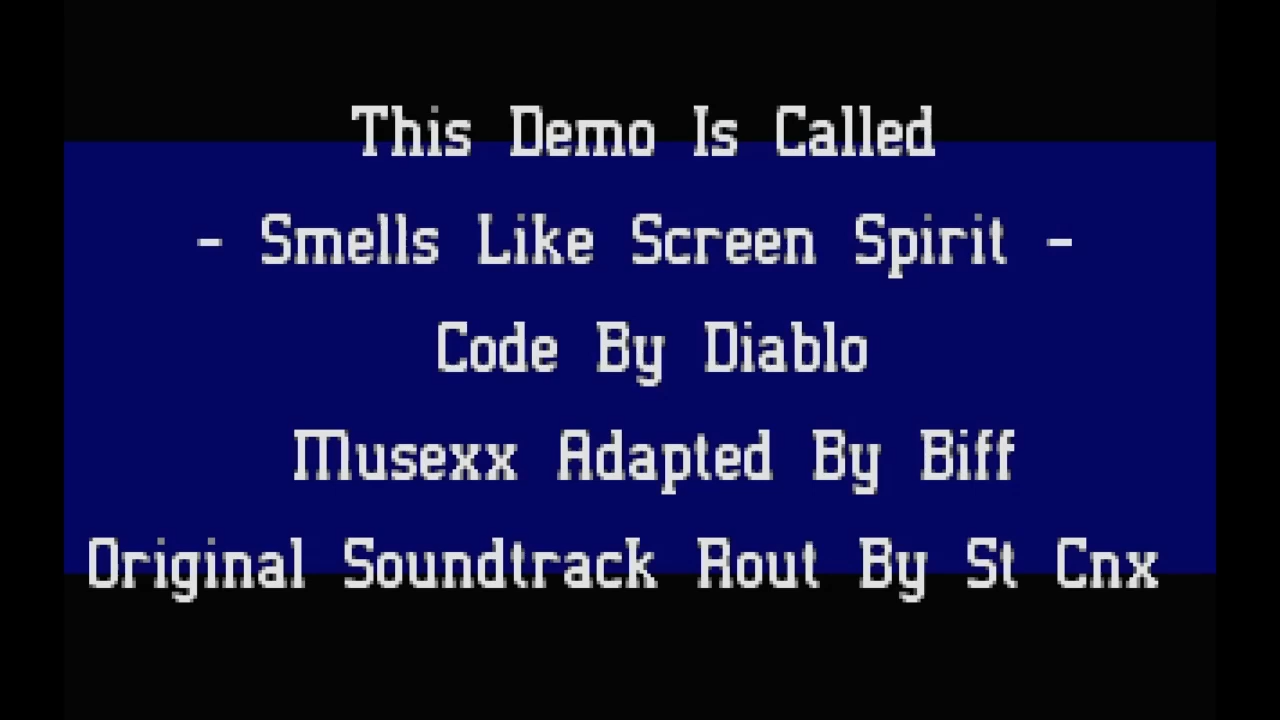 This Demo Is Called
- Smells Like Screen Spirit -
Code By Diablo
Musexx Adapted By Biff
Original Soundtrack Rout By St Cnx